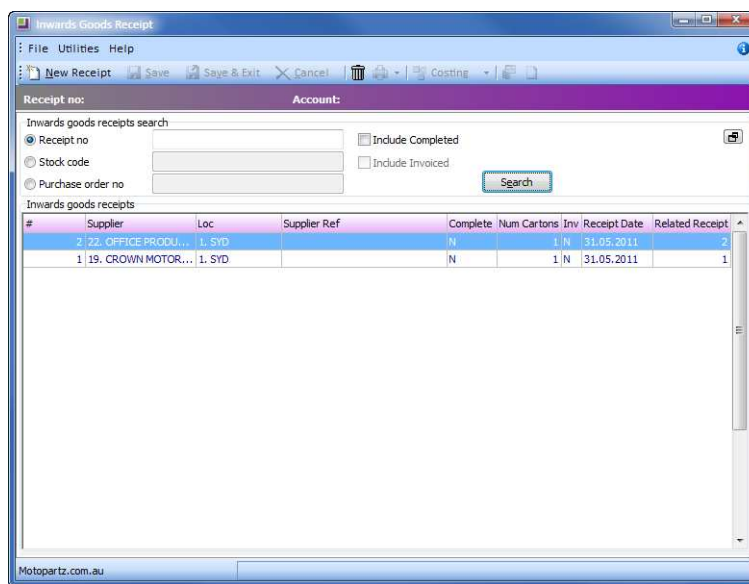 Inwards Goods Receipt
File Utilities Help
New Receipt Save Save & Exit Cancel Costing
Receipt no: Account:
Inwards goods receipts search
Receipt no Include Completed
Stock code Include Invoiced
Purchase order no Search
Inwards goods receipts
# Supplier Loc Supplier Ref Complete Num Cartons Inv Receipt Date Related Receipt
2 22. OFFICE PRODU... 1. SYD N 1 N 31.05.2011 2
1 19. CROWN MOTOR... 1. SYD N 1 N 31.05.2011 1
Motopartz.com.au